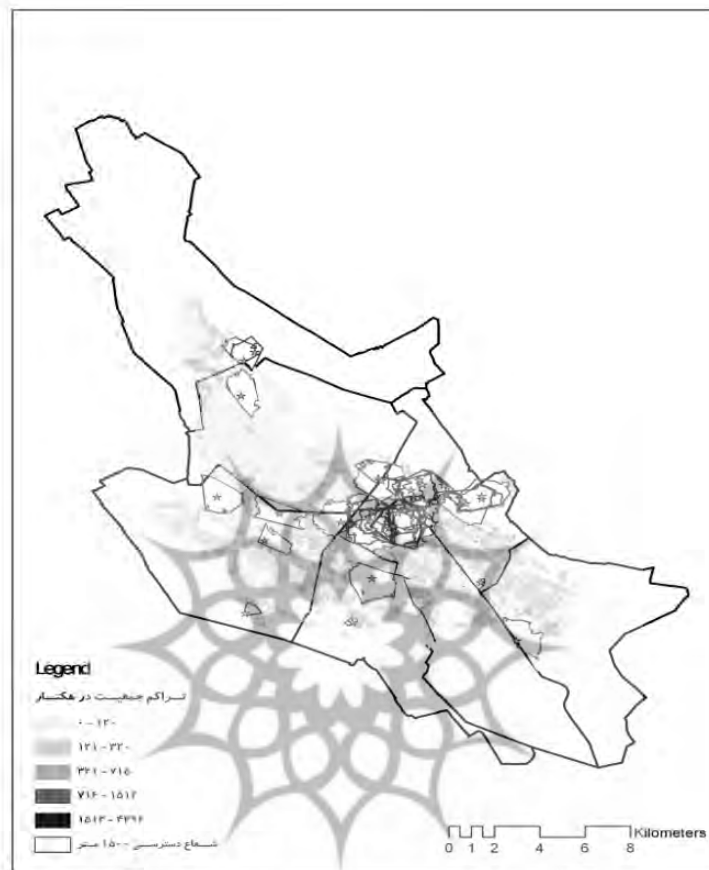 Legend
تراکم جمعیت در هکتار
۰ - ۱۲۰
۱۲۱ - ۳۲۰
۳۲۱ - ۷۱۵
۷۱۶ - ۱۵۱۲
۱۵۱۳ - ۴۳۹۶
شعاع دسترسی ۱۵۰۰ متر
Kilometers
0 1 2 4 6 8